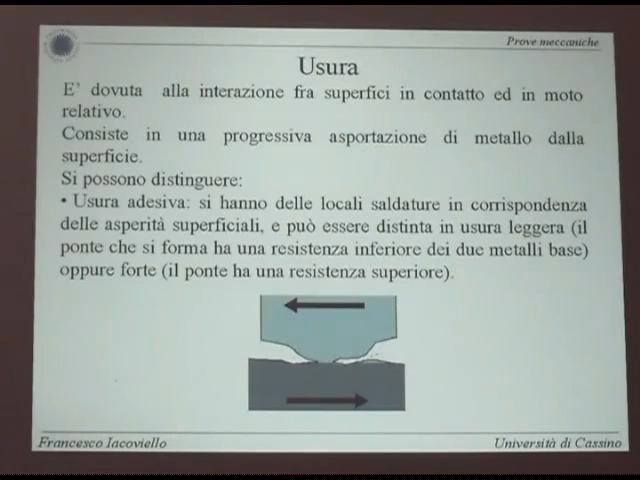 Prove meccaniche
Usura
E' dovuta alla interazione fra superfici in contatto ed in moto
relativo.
Consiste in una progressiva asportazione di metallo dalla
superficie.
Si possono distinguere:
• Usura adesiva: si hanno delle locali saldature in corrispondenza
delle asperità superficiali, e può essere distinta in usura leggera (il
ponte che si forma ha una resistenza inferiore dei due metalli base)
oppure forte (il ponte ha una resistenza superiore).
Francesco Iacoviello
Università di Cassino